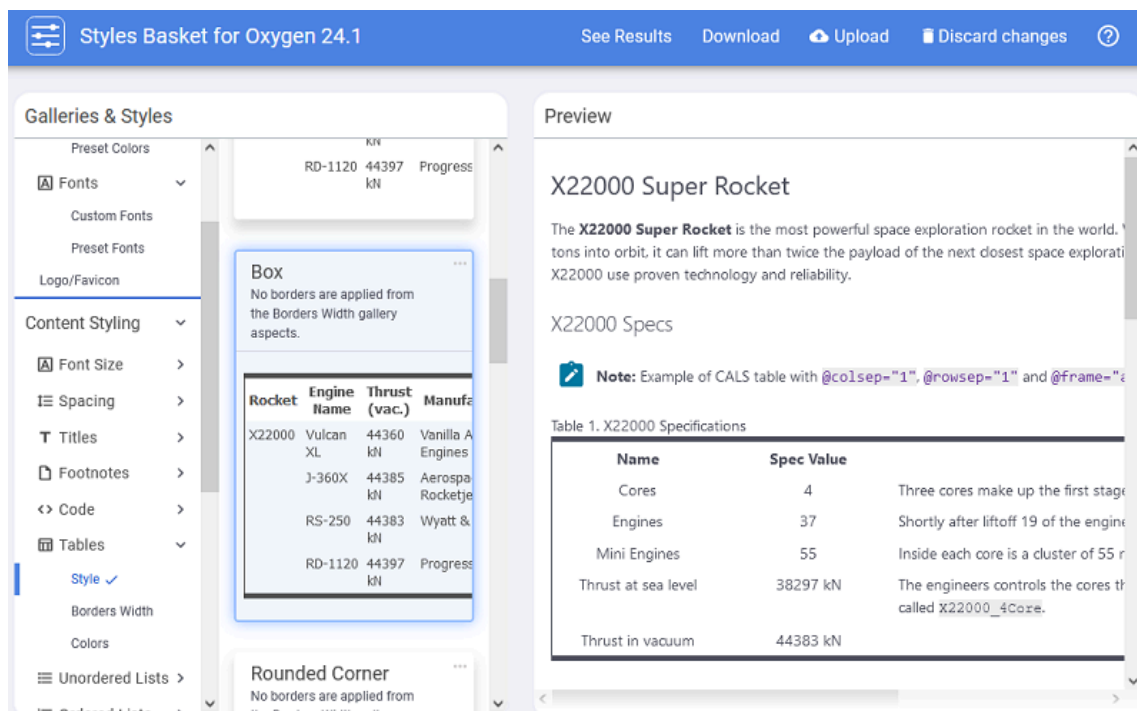 Styles Basket for Oxygen 24.1
See Results Download Upload Discard changes
Galleries & Styles
Preset Colors
Fonts
Custom Fonts
Preset Fonts
Logo/Favicon
Content Styling
Font Size
Spacing
Titles
Footnotes
Code
Tables
Style
Borders Width
Colors
Unordered Lists
kN
RD-1120 44397 Progress
kN
Box
No borders are applied from
the Borders Width gallery
aspects.
Rocket Engine Name Thrust (vac.) Manufa
X22000 Vulcan XL 44360 kN Vanilla A Engines
J-360X 44385 kN Aerospa Rocketje
RS-250 44383 kN Wyatt &
RD-1120 44397 kN Progress
Rounded Corner
No borders are applied from
Preview
X22000 Super Rocket
The X22000 Super Rocket is the most powerful space exploration rocket in the world.
tons into orbit, it can lift more than twice the payload of the next closest space explorati
X22000 use proven technology and reliability.
X22000 Specs
Note: Example of CALS table with @colsep="1", @rowsep="1" and @frame="a
Table 1. X22000 Specifications
Name Spec Value
Cores 4 Three cores make up the first stage
Engines 37 Shortly after liftoff 19 of the engine
Mini Engines 55 Inside each core is a cluster of 55 r
Thrust at sea level 38297 kN The engineers controls the cores th
called X22000_4Core.
Thrust in vacuum 44383 kN